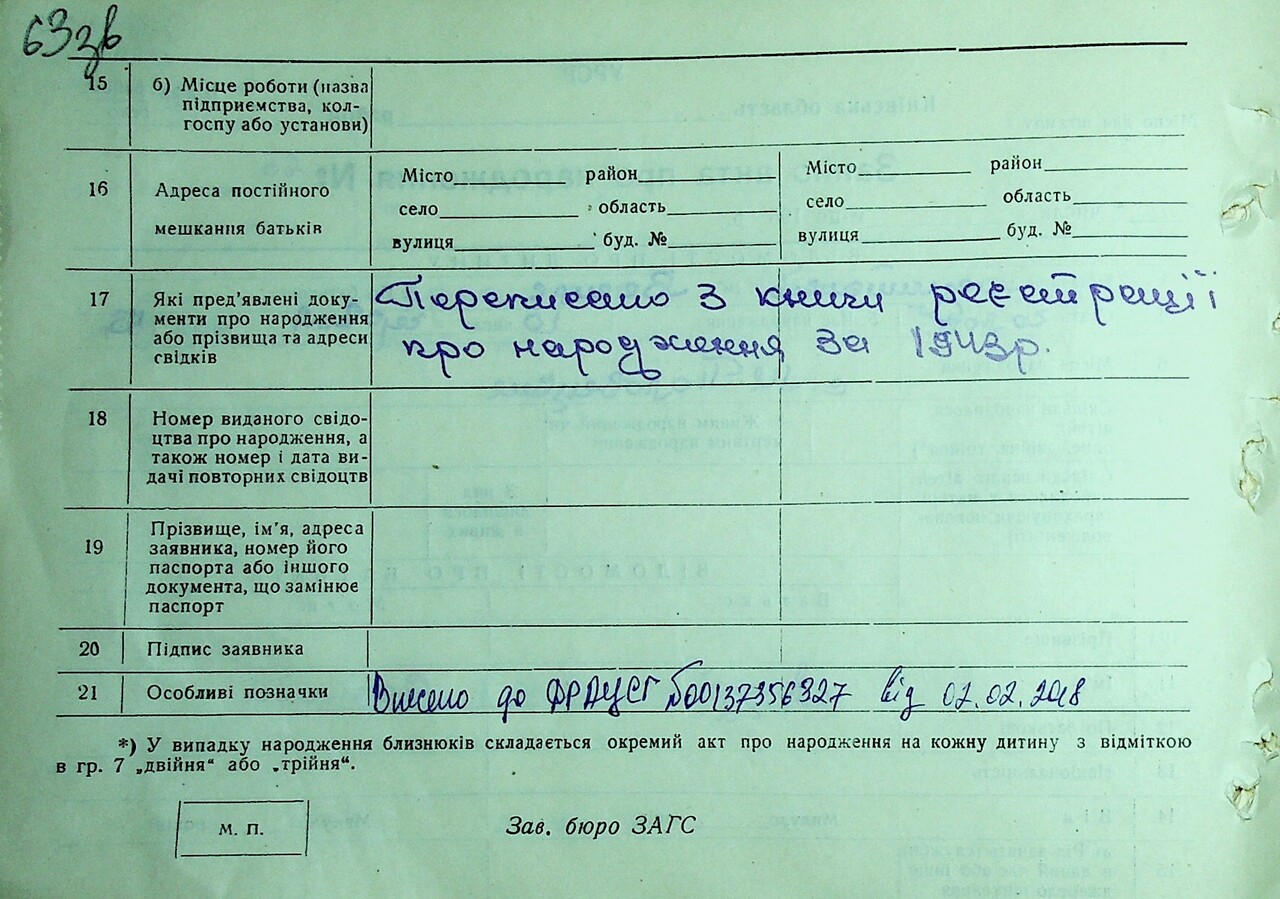 63зв
15 б) Місце роботи (назва
підприємства, кол-
госпу або установи)
16 Адреса постійного
мешкання батьків
Місто район
село область
вулиця буд. №
Місто район
село область
вулиця буд. №
17 Які пред’явлені доку-
менти про народження
або прізвища та адреси
свідків
Переписано з книги реєстрації
про народження за 1943р.
18 Номер виданого свідо-
цтва про народження, а
також номер і дата ви-
дачі повторних свідоцтв
19 Прізвище, ім’я, адреса
заявника, номер його
паспорта або іншого
документа, що замінює
паспорт
20 Підпис заявника
21 Особливі позначки
Внесено до ДРАЦСГ №00137356327 від 02.02.2018
*) У випадку народження близнюків складається окремий акт про народження на кожну дитину з відміткою
в гр. 7 „двійня“ або „трійня“.
М. П.
Зав. бюро ЗАГС